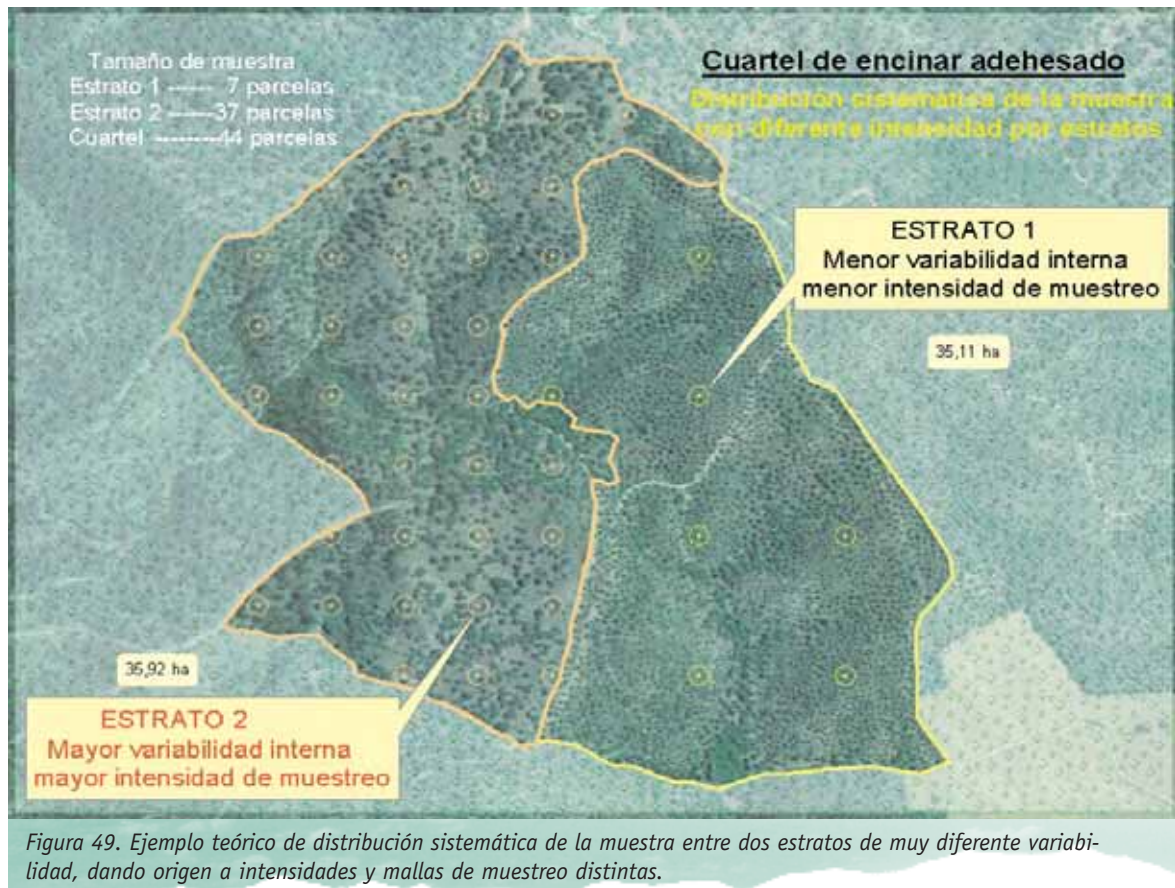 Tamaño de muestra
Estrato 1 ------ 7 parcelas
Estrato 2 ------37 parcelas
Cuartel ---------44 parcelas
Cuartel de encinar adehesado
Distribución sistemática de la muestra
con diferente intensidad por estratos
ESTRATO 1
Menor variabilidad interna
menor intensidad de muestreo
35,11 ha
36,92 ha
ESTRATO 2
Mayor variabilidad interna
mayor intensidad de muestreo
Figura 49. Ejemplo teórico de distribución sistemática de la muestra entre dos estratos de muy diferente variabi-
lidad, dando origen a intensidades y mallas de muestreo distintas.